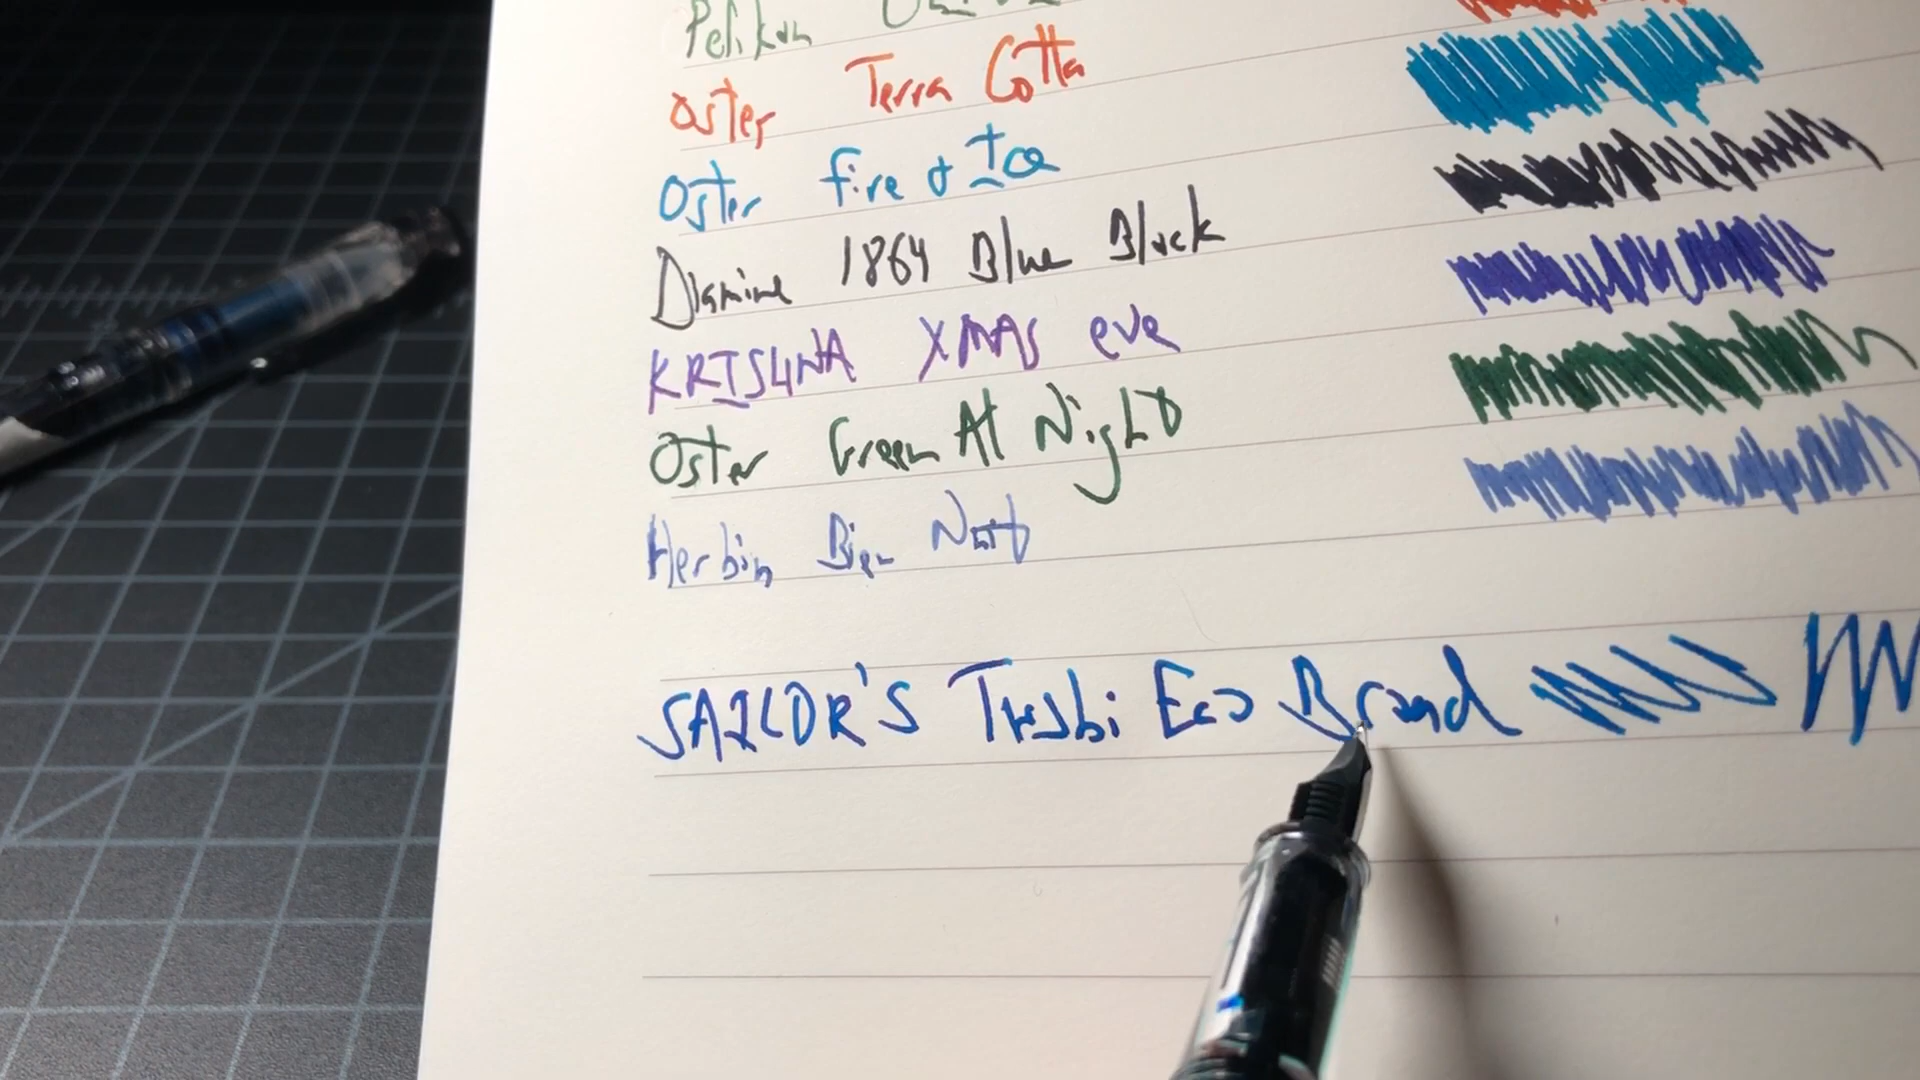 Pelikan
Oster Terra Cotta
Oster Fire & Ice
Diamine 1864 Blue Black
KRISHNA XMAS eve
Oster Green At Night
Herbin Bien
SAILOR'S Eco Brand